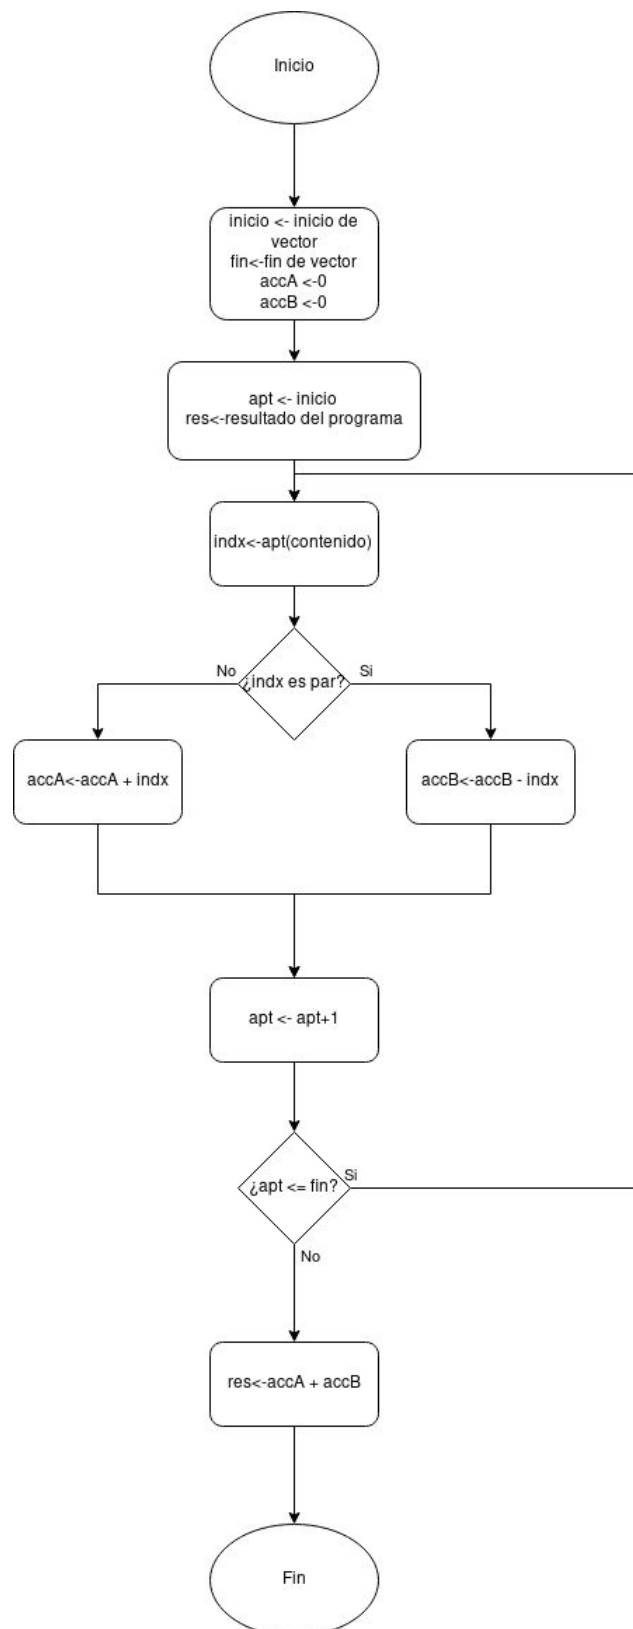 Inicio
inicio <- inicio de
vector
fin<-fin de vector
accA <-0
accB <-0
apt <- inicio
res<-resultado del programa
indx<-apt(contenido)
No
¿indx es par?
Si
accA<-accA + indx
accB<-accB - indx
apt <- apt+1
¿apt <= fin?
Si
No
res<-accA + accB
Fin